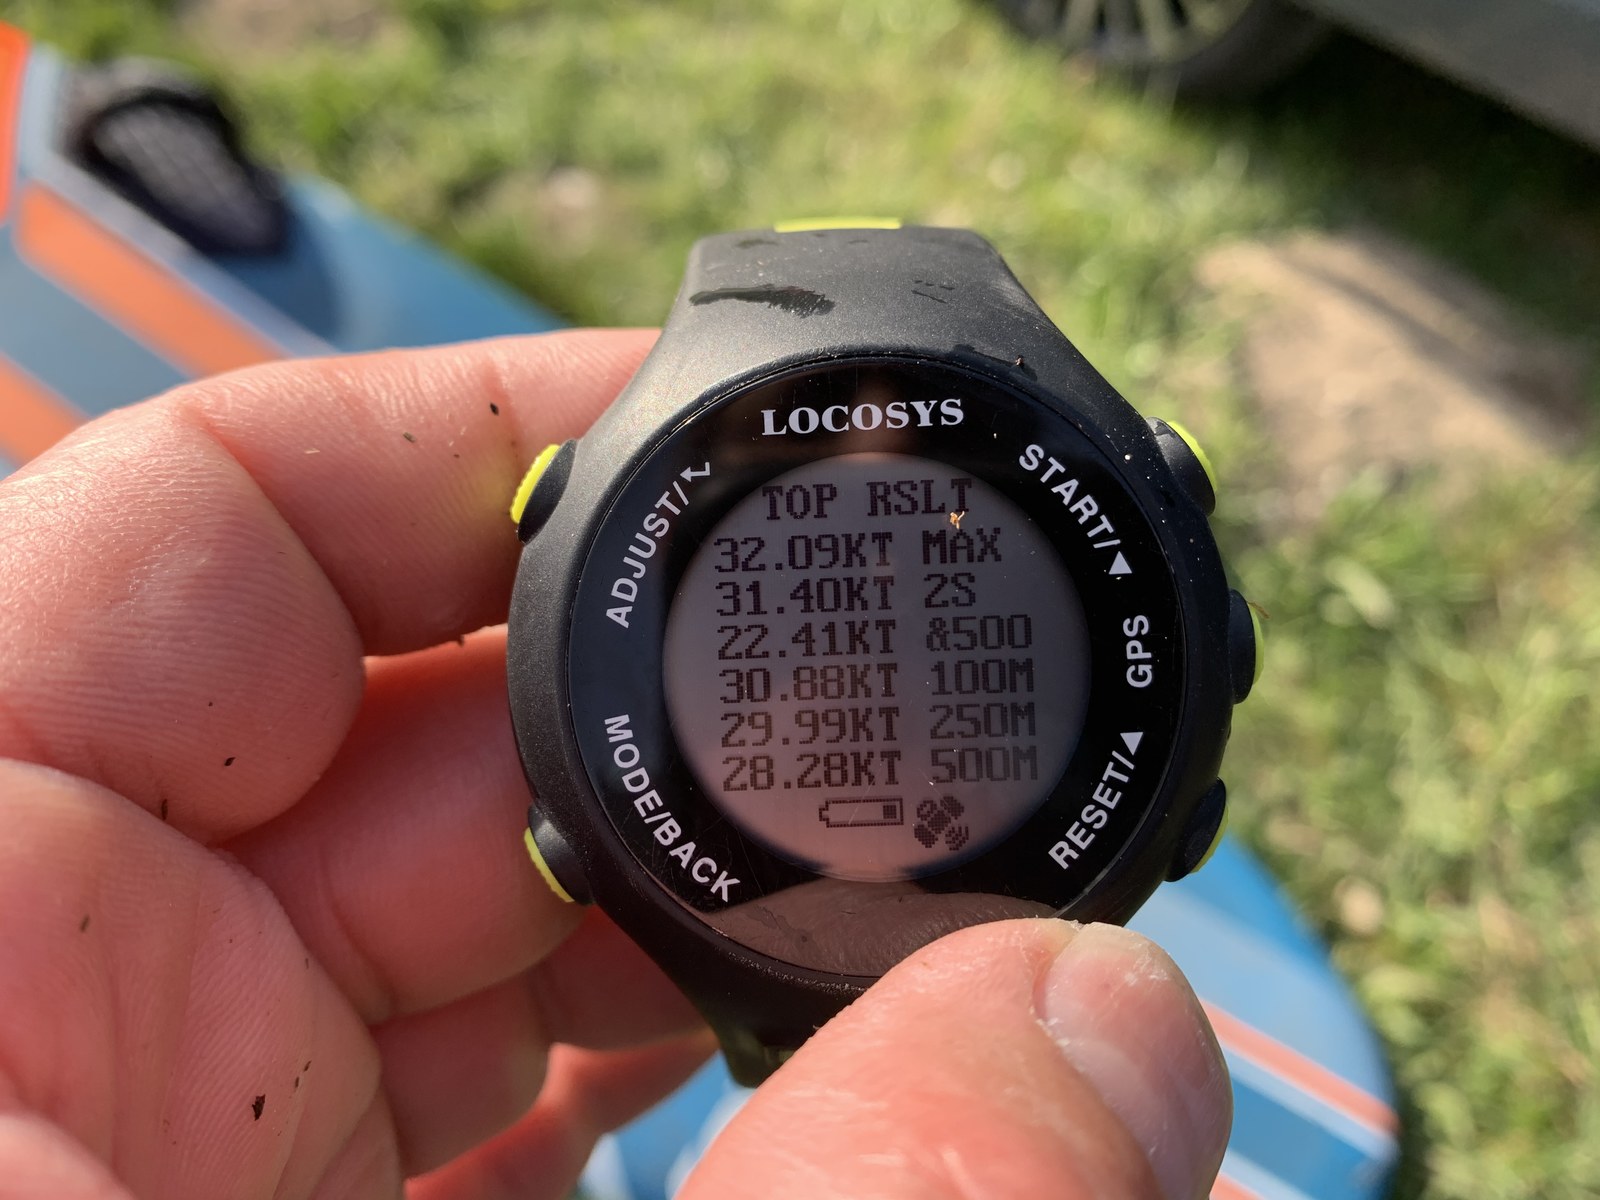 LOCOSYS
ADJUST/
START/▼
TOP RSLT
32.09KT MAX
31.40KT 2S
22.41KT &500
30.88KT 100M
29.99KT 250M
28.28KT 500M
GPS
MODE/BACK
RESET/▲